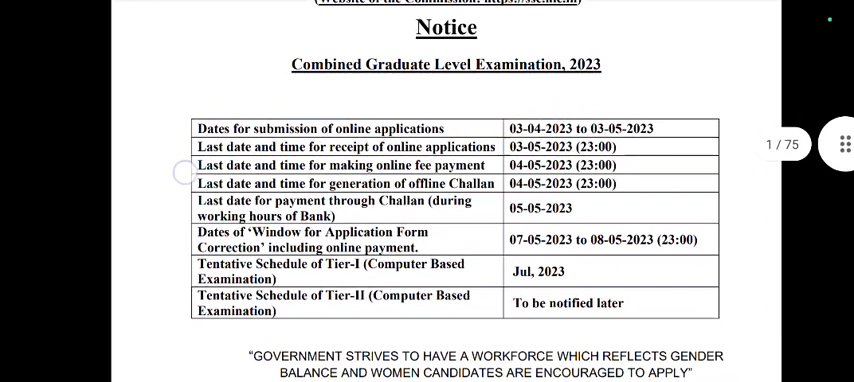 Notice
Combined Graduate Level Examination, 2023
Dates for submission of online applications 03-04-2023 to 03-05-2023
Last date and time for receipt of online applications 03-05-2023 (23:00)
Last date and time for making online fee payment 04-05-2023 (23:00)
Last date and time for generation of offline Challan 04-05-2023 (23:00)
Last date for payment through Challan (during
working hours of Bank) 05-05-2023
Dates of ‘Window for Application Form
Correction’ including online payment. 07-05-2023 to 08-05-2023 (23:00)
Tentative Schedule of Tier-I (Computer Based
Examination) Jul, 2023
Tentative Schedule of Tier-II (Computer Based
Examination) To be notified later
1 / 75
"GOVERNMENT STRIVES TO HAVE A WORKFORCE WHICH REFLECTS GENDER
BALANCE AND WOMEN CANDIDATES ARE ENCOURAGED TO APPLY"